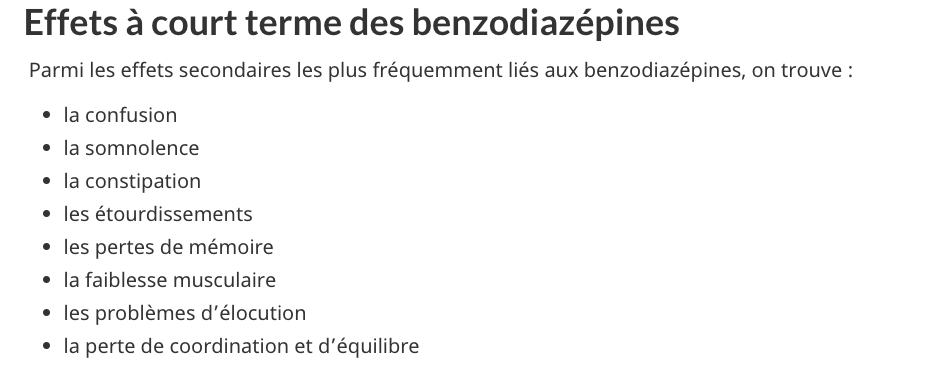 Effets à court terme des benzodiazépines
Parmi les effets secondaires les plus fréquemment liés aux benzodiazépines, on trouve :
• la confusion
• la somnolence
• la constipation
• les étourdissements
• les pertes de mémoire
• la faiblesse musculaire
• les problèmes d’élocution
• la perte de coordination et d’équilibre